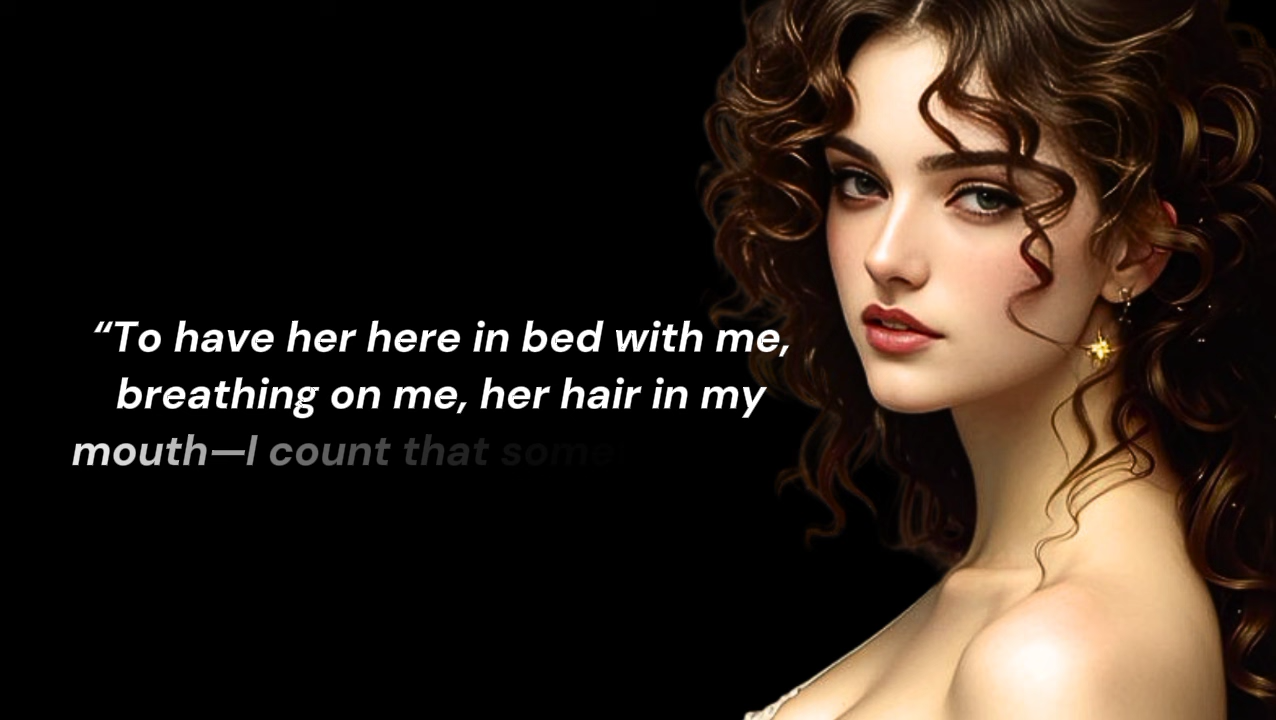 “To have her here in bed with me,
breathing on me, her hair in my
mouth—I count that